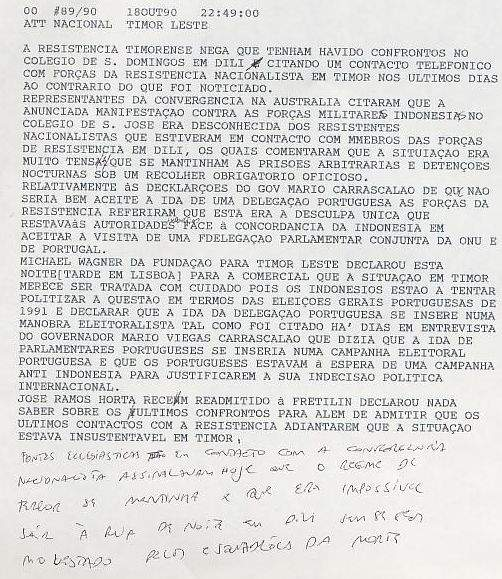 00 #89/90 18OUT90 22:49:00
ATT NACIONAL TIMOR LESTE
A RESISTENCIA TIMORENSE NEGA QUE TENHAM HAVIDO CONFRONTOS NO
COLEGIO DE S. DOMINGOS EM DILI E CITANDO UM CONTACTO TELEFONICO
COM FORÇAS DA RESISTENCIA NACIONALISTA EM TIMOR NOS ULTIMOS DIAS
AO CONTRARIO DO QUE FOI NOTICIADO.
REPRESENTANTES DA CONVERGENCIA NA AUSTRALIA CITARAM QUE A
ANUNCIADA MANIFESTAÇAO CONTRA AS FORÇAS MILITARES INDONESIAS NO
COLEGIO DE S. JOSE ERA DESCONHECIDA DOS RESISTENTES
NACIONALISTAS QUE ESTIVERAM EM CONTACTO COM MMEBROS DAS FORÇAS
DE RESISTENCIA EM DILI, OS QUAIS COMENTARAM QUE A SITUIAÇAO ERA
MUITO TENSA, QUE SE MANTINHAM AS PRISOES ARBITRARIAS E DETENÇOES
NOCTURNAS SOB UM RECOLHER OBRIGATORIO OFICIOSO.
RELATIVAMENTE às DECKLARÇOES DO GOV MARIO CARRASCALAO DE QUE NAO
SERIA BEM ACEITE A IDA DE UMA DELEGAÇAO PORTUGUESA AS FORÇAS DA
RESISTENCIA REFERIRAM QUE ESTA ERA A DESCULPA UNICA QUE
RESTAVAàS AUTORIDADES FACE à CONCORDANCIA DA INDONESIA EM
ACEITAR A VISITA DE UMA FDELEGAÇAO PARLAMENTAR CONJUNTA DA ONU E
DE PORTUGAL.
MICHAEL WAGNER DA FUNDAÇAO PARA TIMOR LESTE DECLAROU ESTA
NOITE[TARDE EM LISBOA] PARA A COMERCIAL QUE A SITUAÇAO EM TIMOR
MERECE SER TRATADA COM CUIDADO POIS OS INDONESIOS ESTAO A TENTAR
POLITIZAR A QUESTAO EM TERMOS DAS ELEIÇOES GERAIS PORTUGUESAS DE
1991 E DECLARAR QUE A IDA DA DELEGAÇAO PORTUGUESA SE INSERE NUMA
MANOBRA ELEITORALISTA TAL COMO FOI CITADO HA' DIAS EM ENTREVISTA
DO GOVERNADOR MARIO VIEGAS CARRASCALAO QUE DIZIA QUE A IDA DE
PARLAMENTARES PORTUGUESES SE INSERIA NUMA CAMPANHA ELEITORAL
PORTUGUESA E QUE OS PORTUGUESES ESTAVAM à ESPERA DE UMA CAMPANHA
ANTI INDONESIA PARA JUSTIFICAREM A SUA INDECISAO POLITICA
INTERNACIONAL.
JOSE RAMOS HORTA RECEM READMITIDO à FRETILIN DECLAROU NADA
SABER SOBRE OS ULTIMOS CONFRONTOS PARA ALEM DE ADMITIR QUE OS
ULTIMOS CONTACTOS COM A RESISTENCIA ADIANTAREM QUE A SITUAÇAO
ESTAVA INSUSTENTAVEL EM TIMOR,
FONTES ECLESIASTICAS EM CONTACTO COM A CONVERGENCIA
NACIONALISTA ASSINALAVAM HOJE QUE O REGIME DE
TERROR SE MANTINHA E QUE ERA IMPOSSIVEL
SAIR À RUA DE NOITE EM DILI SEM SE SER
MOLESTADO PELOS ESQUADRÕES DA MORTE